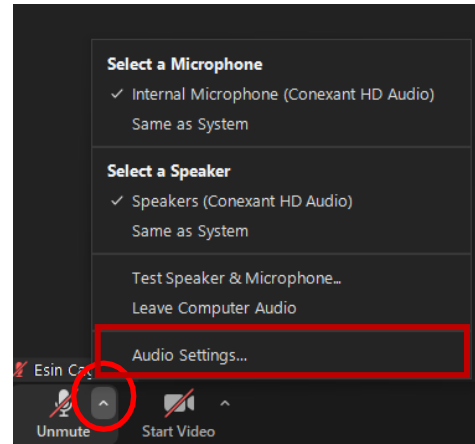 Select a Microphone
✓ Internal Microphone (Conexant HD Audio)
Same as System
Select a Speaker
✓ Speakers (Conexant HD Audio)
Same as System
Test Speaker & Microphone...
Leave Computer Audio
Audio Settings...
Esin
Unmute
Start Video